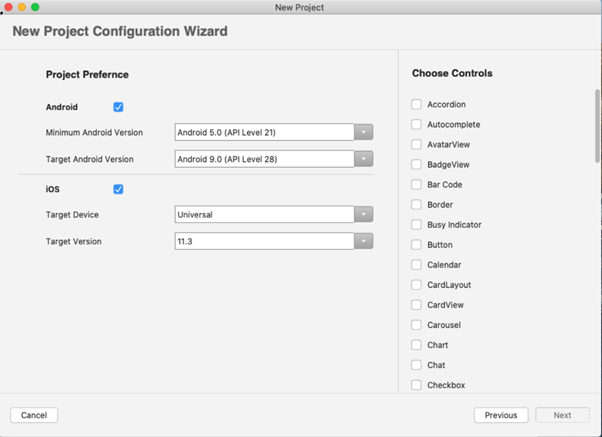 New Project
New Project Configuration Wizard
Project Prefernce
Android
Minimum Android Version
Android 5.0 (API Level 21)
Target Android Version
Android 9.0 (API Level 28)
iOS
Target Device
Universal
Target Version
11.3
Choose Controls
Accordion
Autocomplete
AvatarView
BadgeView
Bar Code
Border
Busy Indicator
Button
Calendar
CardLayout
CardView
Carousel
Chart
Chat
Checkbox
Cancel
Previous
Next